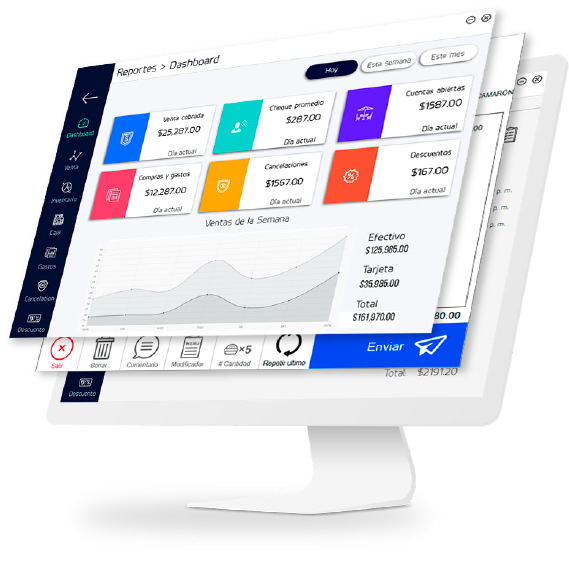 Reportes > Dashboard
Hoy
Esta semana
Este mes
Dashboard
Venta
Inventario
Caja
Gastos
Cancelacion
Descuento
Venta cobrada
$25,287.00
Día actual
Cheque promedio
$287.00
Día actual
Cuentas abiertas
$1587.00
Compras y gastos
$12,287.00
Día actual
Cancelaciones
$1567.00
Día actual
Descuentos
$167.00
Día actual
Ventas de la Semana
Efectivo
$125,985.00
Tarjeta
$35,985.00
Total
$161,970.00
CAMARÓN
00
p. m.
p. m.
p. m.
80.00
Salir
Borrar
Comentario
Modificador
×5
# Cantidad
Repetir ultimo
Enviar
Total $2191.20
Descuento